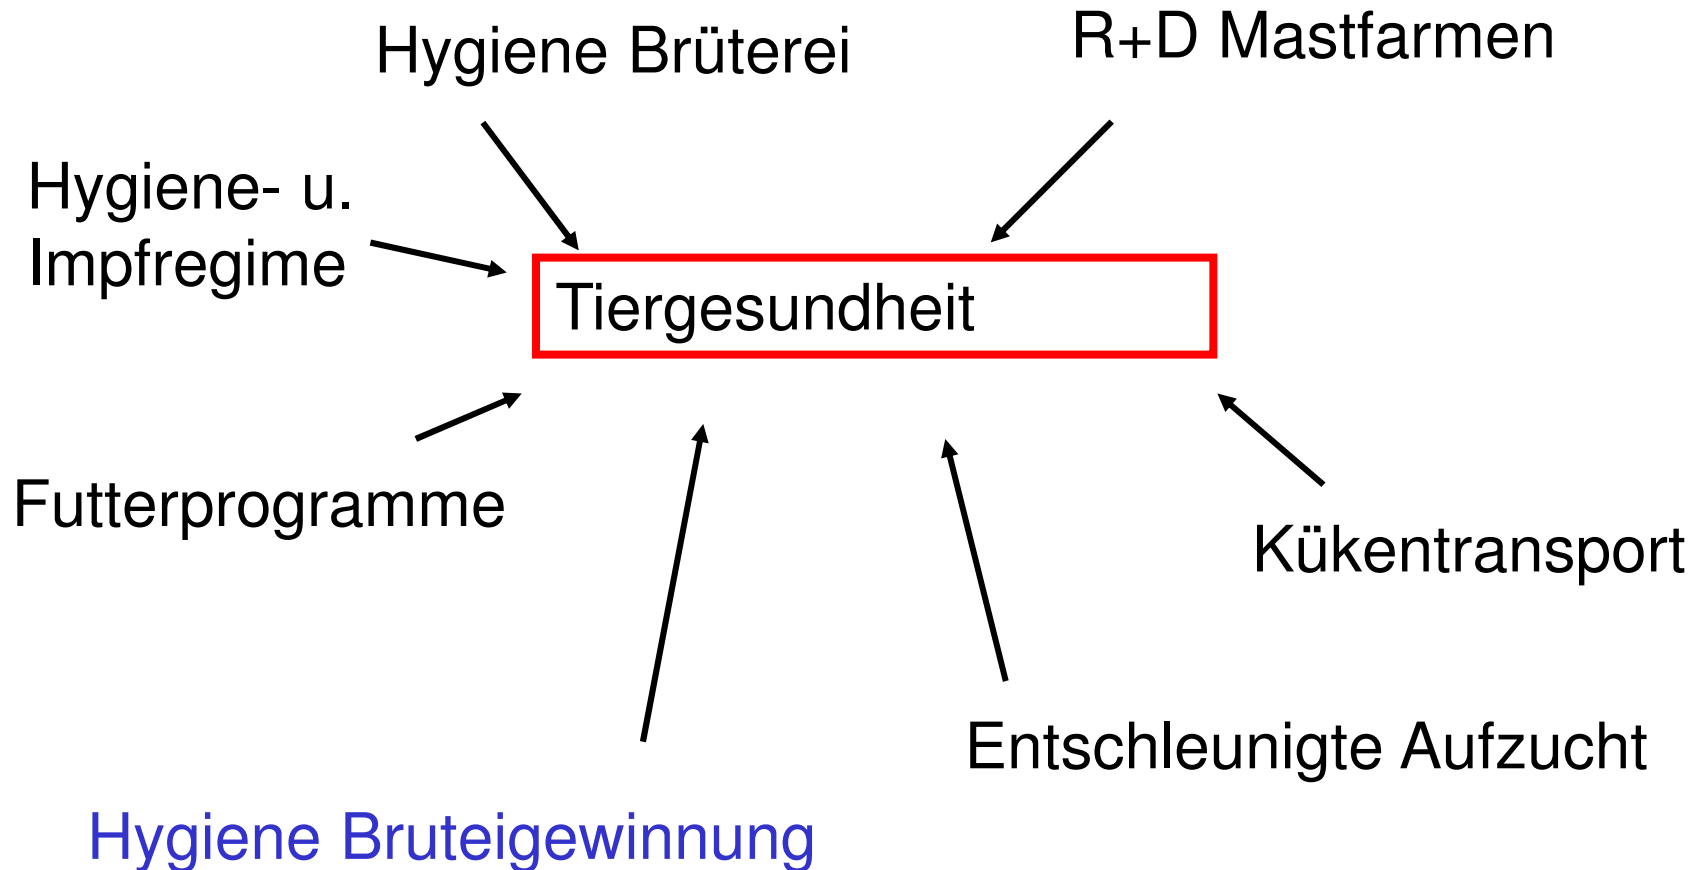 Hygiene Brüterei
R+D Mastfarmen
Hygiene- u.
Impfregime
Tiergesundheit
Futterprogramme
Kükentransport
Entschleunigte Aufzucht
Hygiene Bruteigewinnung